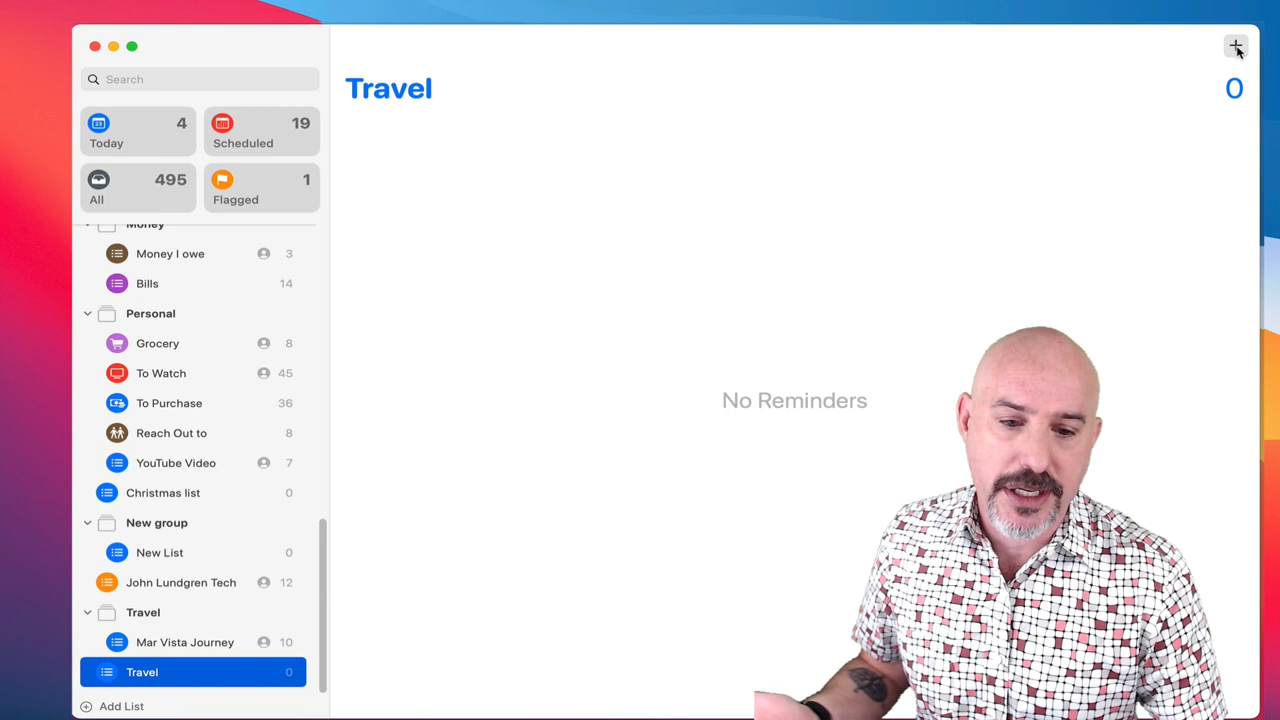 Search
Today 4
Scheduled 19
All 495
Flagged 1
Money
Money I owe 3
Bills 14
Personal
Grocery 8
To Watch 45
To Purchase 36
Reach Out to 8
YouTube Video 7
Christmas list 0
New group
New List 0
John Lundgren Tech 12
Travel
Mar Vista Journey 10
Travel 0
Add List
Travel 0
No Reminders